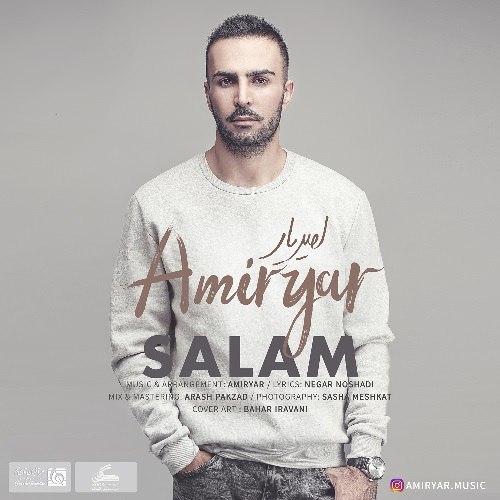 امیریار
Amiryar
SALAM
MUSIC & ARRANGEMENT: AMIRYAR / LYRICS: NEGAR NOSHADI
MIX & MASTERING: ARASH PAKZAD / PHOTOGRAPHY: SASHA MESHKAT
COVER ART : BAHAR IRAVANI
AMIRYAR.MUSIC